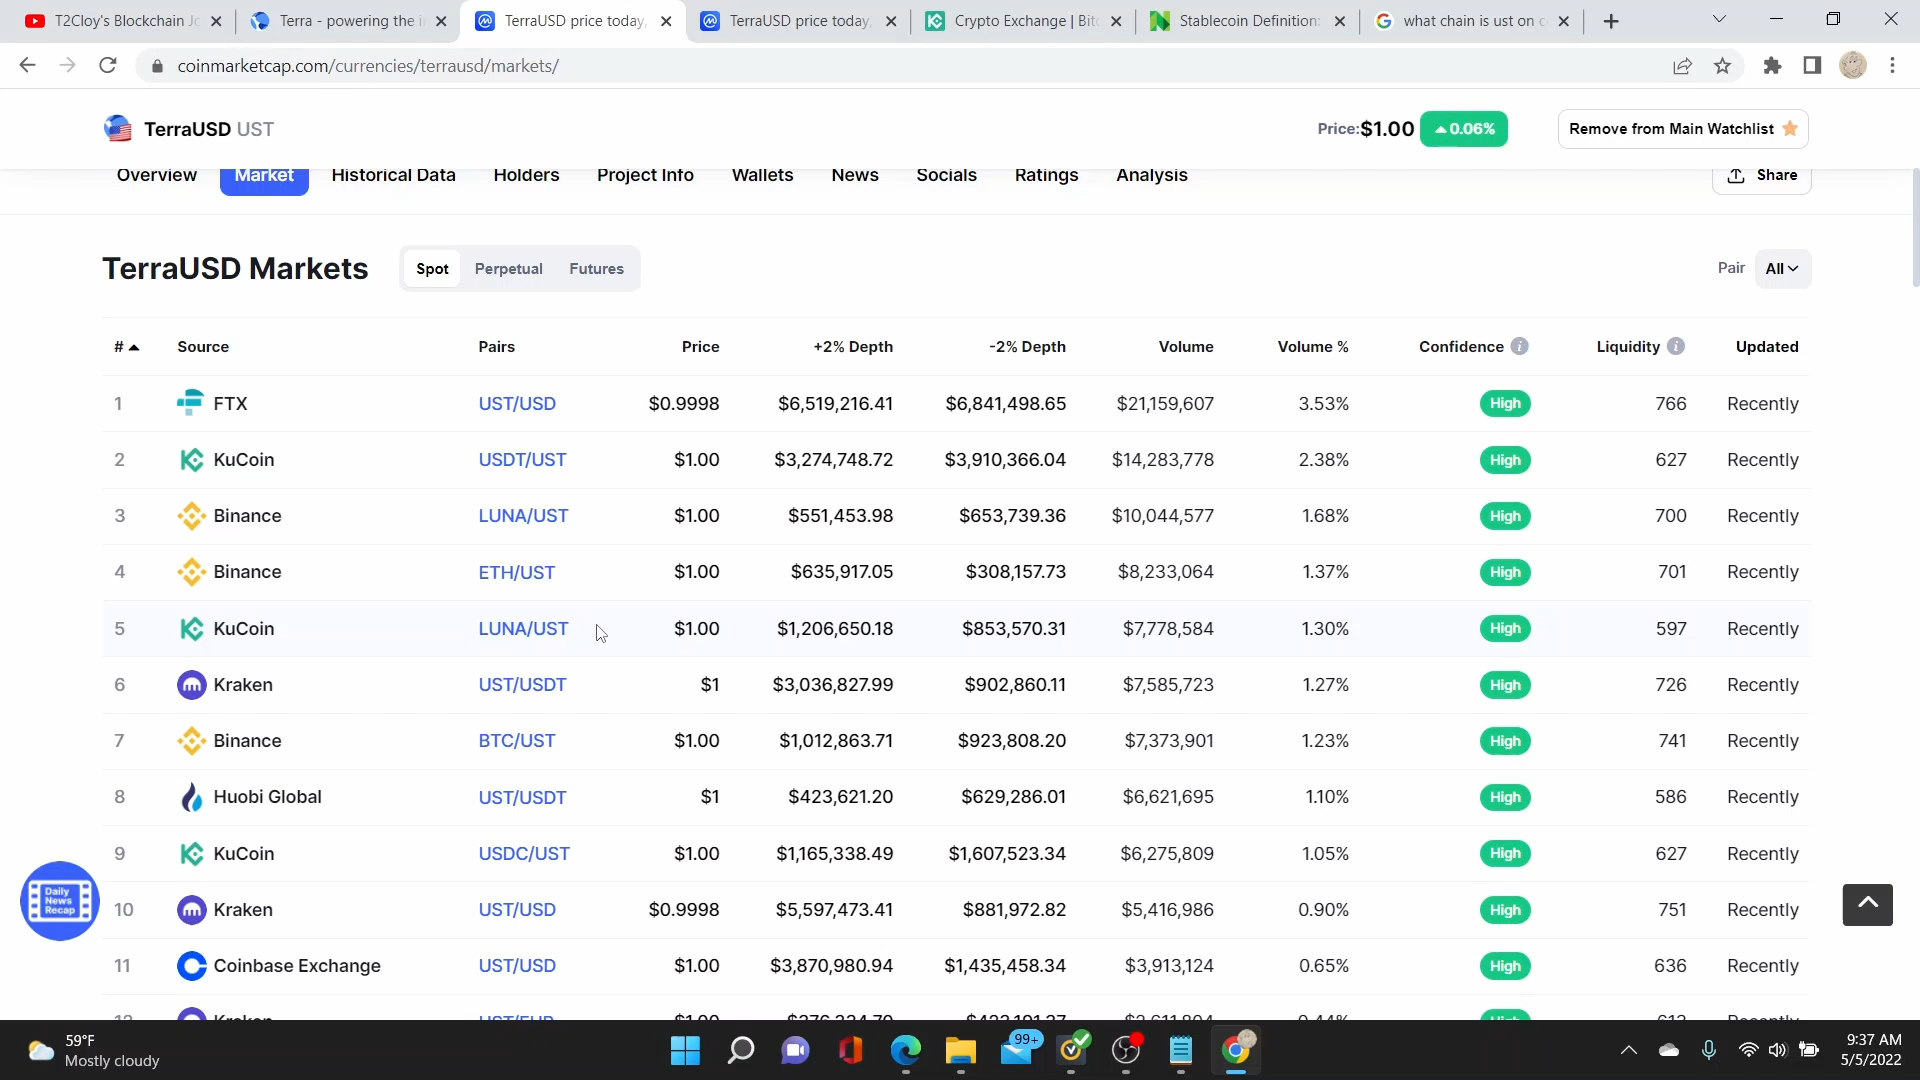 T2Cloy's Blockchain Jo
Terra - powering the i
TerraUSD price today,
TerraUSD price today,
Crypto Exchange | Bit
Stablecoin Definition:
what chain is ust on c
coinmarketcap.com/currencies/terrausd/markets/
TerraUSD UST
Price:$1.00 0.06%
Remove from Main Watchlist
Overview Market Historical Data Holders Project Info Wallets News Socials Ratings Analysis
Share
TerraUSD Markets
Spot Perpetual Futures
Pair All
# Source Pairs Price +2% Depth -2% Depth Volume Volume % Confidence Liquidity Updated
1 FTX UST/USD $0.9998 $6,519,216.41 $6,841,498.65 $21,159,607 3.53% High 766 Recently
2 KuCoin USDT/UST $1.00 $3,274,748.72 $3,910,366.04 $14,283,778 2.38% High 627 Recently
3 Binance LUNA/UST $1.00 $551,453.98 $653,739.36 $10,044,577 1.68% High 700 Recently
4 Binance ETH/UST $1.00 $635,917.05 $308,157.73 $8,233,064 1.37% High 701 Recently
5 KuCoin LUNA/UST $1.00 $1,206,650.18 $853,570.31 $7,778,584 1.30% High 597 Recently
6 Kraken UST/USDT $1 $3,036,827.99 $902,860.11 $7,585,723 1.27% High 726 Recently
7 Binance BTC/UST $1.00 $1,012,863.71 $923,808.20 $7,373,901 1.23% High 741 Recently
8 Huobi Global UST/USDT $1 $423,621.20 $629,286.01 $6,621,695 1.10% High 586 Recently
9 KuCoin USDC/UST $1.00 $1,165,338.49 $1,607,523.34 $6,275,809 1.05% High 627 Recently
Daily
News
Recap
10 Kraken UST/USD $0.9998 $5,597,473.41 $881,972.82 $5,416,986 0.90% High 751 Recently
11 Coinbase Exchange UST/USD $1.00 $3,870,980.94 $1,435,458.34 $3,913,124 0.65% High 636 Recently
12 Kraken UST/EUR $1.00
59°F
Mostly cloudy
99+
9:37 AM
5/5/2022